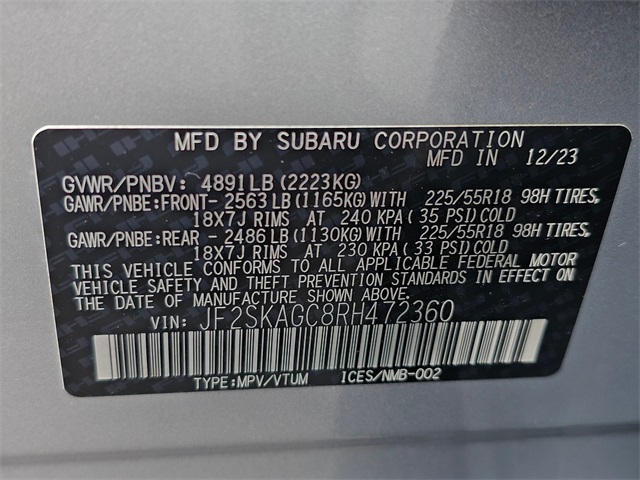 MFD BY SUBARU CORPORATION
MFD IN 12/23
GVWR/PNBV: 4891LB (2223KG)
GAWR/PNBE:FRONT- 2563LB (1165KG)WITH 225/55R18 98H TIRES,
18X7J RIMS AT 240 KPA ( 35 PSI) COLD
GAWR/PNBE:REAR - 2486LB (1130KG)WITH 225/55R18 98H TIRES,
18X7J RIMS AT 230 KPA ( 33 PSI) COLD
THIS VEHICLE CONFORMS TO ALL APPLICABLE FEDERAL MOTOR
VEHICLE SAFETY AND THEFT PREVENTION STANDARDS IN EFFECT ON
THE DATE OF MANUFACTURE SHOWN ABOVE.
VIN: JF2SKAGC8RH472360
TYPE:MPV/VTUM ICES/NMB-002